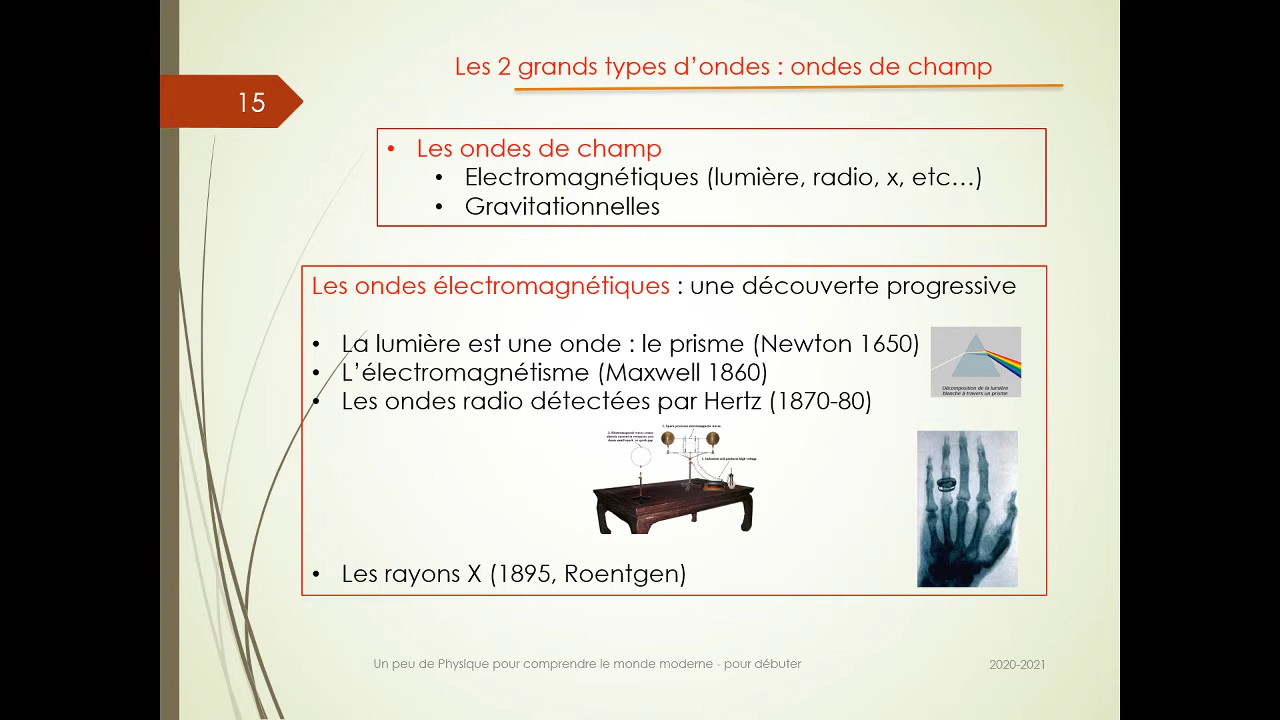 Les 2 grands types d’ondes : ondes de champ
15
• Les ondes de champ
• Electromagnétiques (lumière, radio, x, etc…)
• Gravitationnelles
Les ondes électromagnétiques : une découverte progressive
• La lumière est une onde : le prisme (Newton 1650)
• L’électromagnétisme (Maxwell 1860)
• Les ondes radio détectées par Hertz (1870-80)
Décomposition de la lumière
blanche à travers un prisme
• Les rayons X (1895, Roentgen)
Un peu de Physique pour comprendre le monde moderne - pour débuter
2020-2021